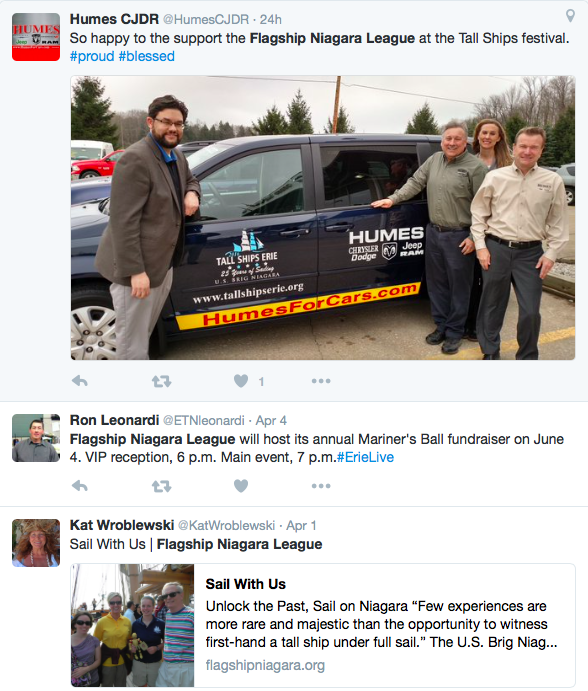 Humes CJDR @HumesCJDR · 24h
HUMES
Jeep RAM
So happy to the support the Flagship Niagara League at the Tall Ships festival.
#proud #blessed
TALL SHIPS ERIE
25 Years of Sailing
U.S. BRIG NIAGARA
www.tallshipserie.org
HUMES
CHRYSLER Jeep
Dodge RAM
HumesForCars.com
1
Ron Leonardi @ETNleonardi · Apr 4
Flagship Niagara League will host its annual Mariner's Ball fundraiser on June
4. VIP reception, 6 p.m. Main event, 7 p.m.#ErieLive
Kat Wroblewski @KatWroblewski · Apr 1
Sail With Us | Flagship Niagara League
Sail With Us
Unlock the Past, Sail on Niagara “Few experiences are
more rare and majestic than the opportunity to witness
first-hand a tall ship under full sail.” The U.S. Brig Niag...
flagshipniagara.org